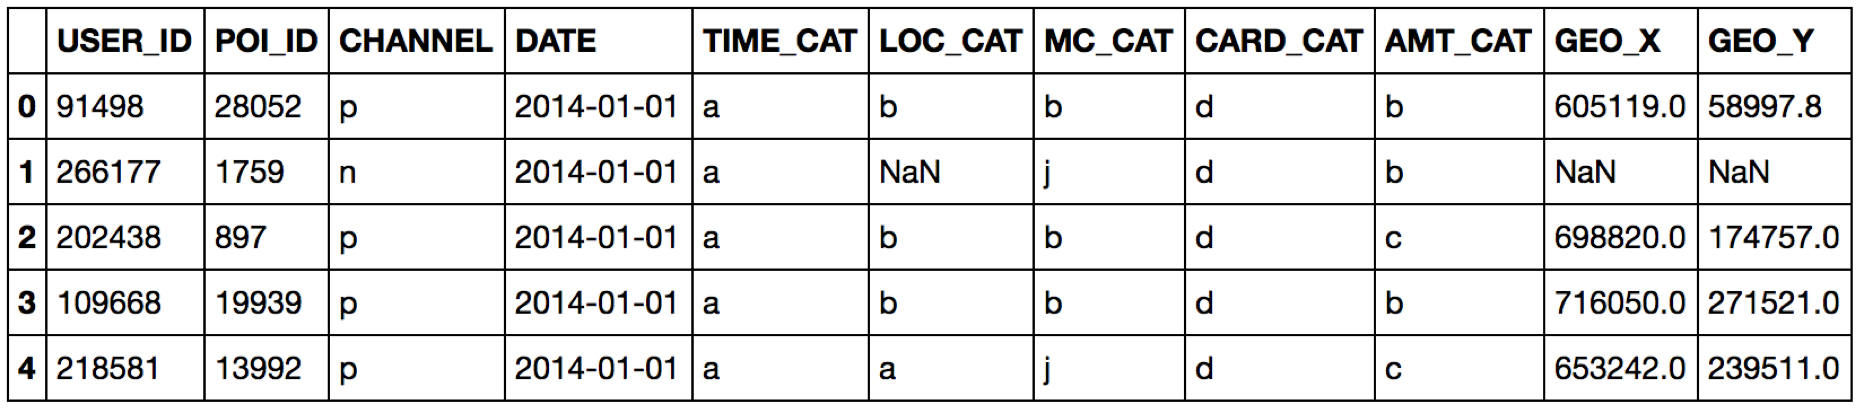 USER_ID POI_ID CHANNEL DATE TIME_CAT LOC_CAT MC_CAT CARD_CAT AMT_CAT GEO_X GEO_Y
0 91498 28052 p 2014-01-01 a b b d b 605119.0 58997.8
1 266177 1759 n 2014-01-01 a NaN j d b NaN NaN
2 202438 897 p 2014-01-01 a b b d c 698820.0 174757.0
3 109668 19939 p 2014-01-01 a b b d b 716050.0 271521.0
4 218581 13992 p 2014-01-01 a a j d c 653242.0 239511.0